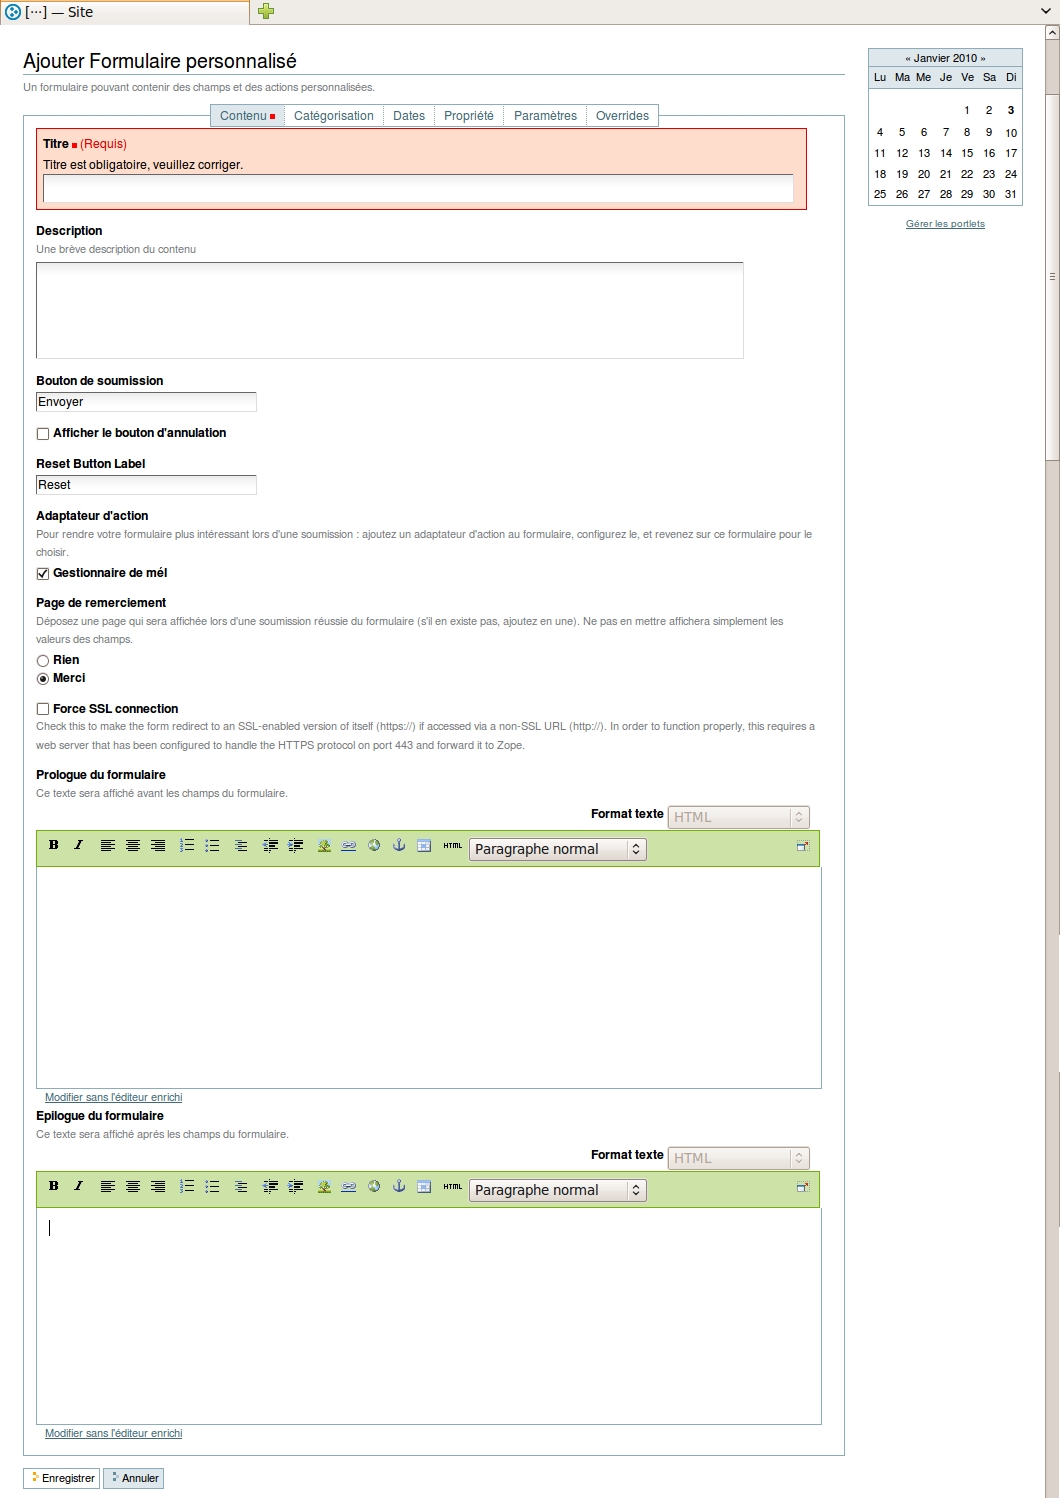 [···] — Site
Ajouter Formulaire personnalisé
Un formulaire pouvant contenir des champs et des actions personnalisées.
Contenu Catégorisation Dates Propriété Paramètres Overrides
Titre (Requis)
Titre est obligatoire, veuillez corriger.
Description
Une brève description du contenu
Bouton de soumission
Envoyer
Afficher le bouton d'annulation
Reset Button Label
Reset
Adaptateur d'action
Pour rendre votre formulaire plus intéressant lors d'une soumission : ajoutez un adaptateur d'action au formulaire, configurez le, et revenez sur ce formulaire pour le
choisir.
Gestionnaire de mél
Page de remerciement
Déposez une page qui sera affichée lors d'une soumission réussie du formulaire (s'il en existe pas, ajoutez en une). Ne pas en mettre affichera simplement les
valeurs des champs.
Rien
Merci
Force SSL connection
Check this to make the form redirect to an SSL-enabled version of itself (https://) if accessed via a non-SSL URL (http://). In order to function properly, this requires a
web server that has been configured to handle the HTTPS protocol on port 443 and forward it to Zope.
Prologue du formulaire
Ce texte sera affiché avant les champs du formulaire.
Format texte HTML
B I HTML Paragraphe normal
Modifier sans l'éditeur enrichi
Epilogue du formulaire
Ce texte sera affiché aprés les champs du formulaire.
Format texte HTML
B I HTML Paragraphe normal
Modifier sans l'éditeur enrichi
Enregistrer Annuler
« Janvier 2010 »
Lu Ma Me Je Ve Sa Di
1 2 3
4 5 6 7 8 9 10
11 12 13 14 15 16 17
18 19 20 21 22 23 24
25 26 27 28 29 30 31
Gérer les portlets